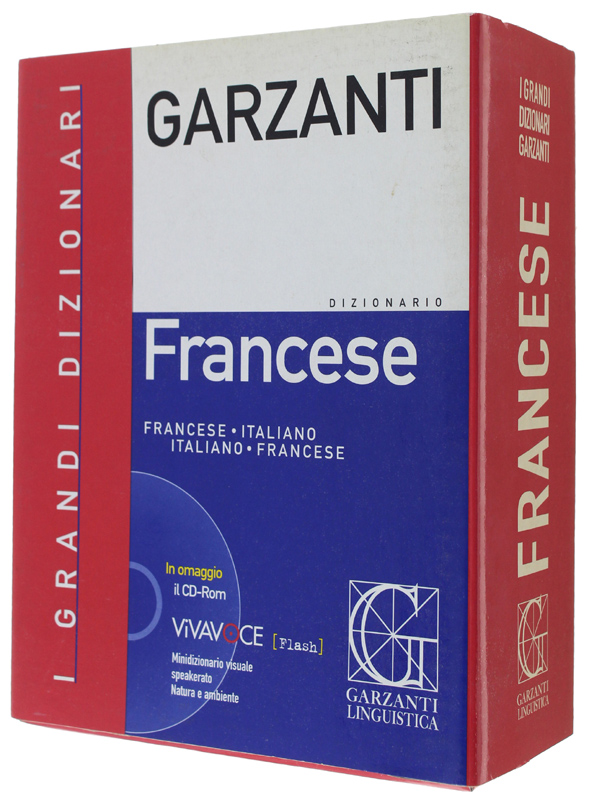 I GRANDI DIZIONARI
GARZANTI
DIZIONARIO
Francese
FRANCESE • ITALIANO
ITALIANO • FRANCESE
In omaggio
il CD-Rom
ViVAVOCE [Flash]
Minidizionario visuale
speakerato
Natura e ambiente
GARZANTI
LINGUISTICA
I GRANDI
DIZIONARI
GARZANTI
FRANCESE
GARZANTI
LINGUISTICA